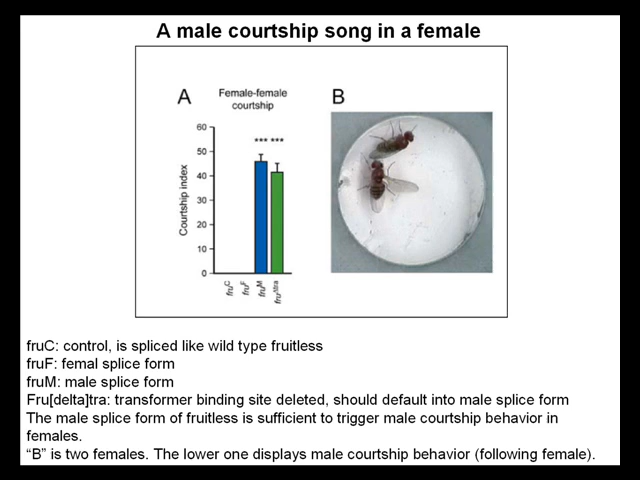 A male courtship song in a female
A
Female-female
courtship
B
60
50
40
30
20
10
0
Courtship index
*** ***
fruC
fruF
fruM
fruΔtra
fruC: control, is spliced like wild type fruitless
fruF: femal splice form
fruM: male splice form
Fru[delta]tra: transformer binding site deleted, should default into male splice form
The male splice form of fruitless is sufficient to trigger male courtship behavior in
females.
“B” is two females. The lower one displays male courtship behavior (following female).